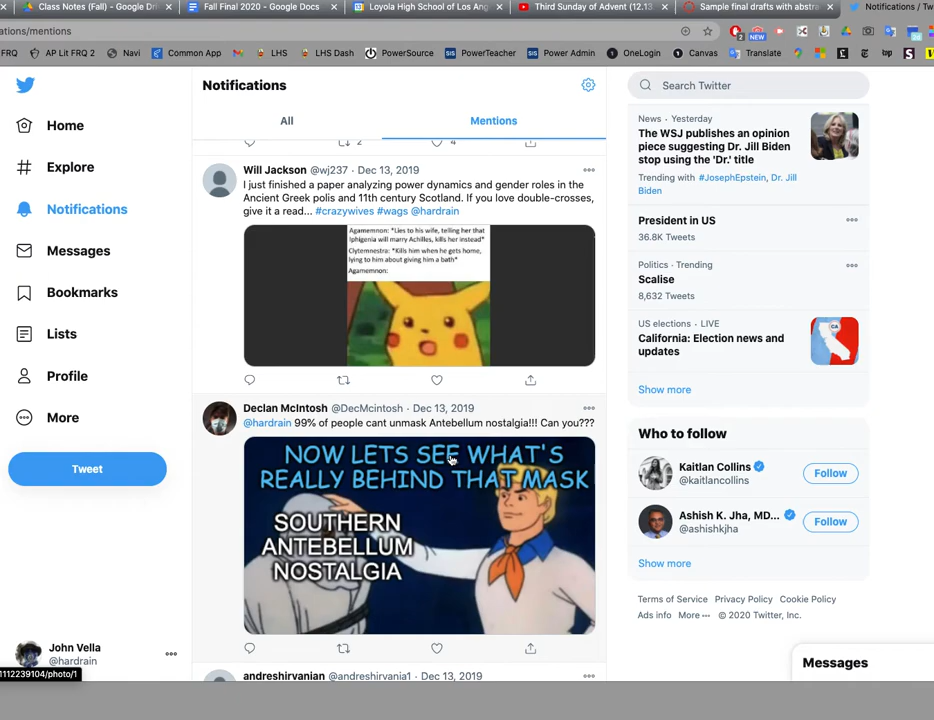 Class Notes (Fall) - Google Dri
Fall Final 2020 - Google Docs
Loyola High School of Los Ang
Third Sunday of Advent (12.13.
Sample final drafts with abstra
Notifications / Tw
ations/mentions
FRQ
AP Lit FRQ 2
Navi
Common App
LHS
LHS Dash
PowerSource
PowerTeacher
Power Admin
OneLogin
Canvas
Translate
Notifications
All
Mentions
Search Twitter
Home
Explore
Notifications
Messages
Bookmarks
Lists
Profile
More
Tweet
John Vella
@hardrain
1112239104/photo/1
2
4
Will Jackson @wj237 · Dec 13, 2019
I just finished a paper analyzing power dynamics and gender roles in the
Ancient Greek polis and 11th century Scotland. If you love double-crosses,
give it a read... #crazywives #wags @hardrain
Agamemnon: *Lies to his wife, telling her that
Iphigenia will marry Achilles, kills her instead*
Clytemnestra: *Kills him when he gets home,
lying to him about giving him a bath*
Agamemnon:
Declan McIntosh @DecMcintosh · Dec 13, 2019
@hardrain 99% of people cant unmask Antebellum nostalgia!!! Can you???
NOW LETS SEE WHAT'S
REALLY BEHIND THAT MASK
SOUTHERN
ANTEBELLUM
NOSTALGIA
andreshirvanian @andreshirvania1 · Dec 13, 2019
News · Yesterday
The WSJ publishes an opinion
piece suggesting Dr. Jill Biden
stop using the 'Dr.' title
Trending with #JosephEpstein, Dr. Jill
Biden
President in US
36.8K Tweets
Politics · Trending
Scalise
8,632 Tweets
US elections · LIVE
California: Election news and
updates
Show more
Who to follow
Kaitlan Collins
@kaitlancollins
Follow
Ashish K. Jha, MD...
@ashishkjha
Follow
Show more
Terms of Service Privacy Policy Cookie Policy
Ads info More © 2020 Twitter, Inc.
Messages